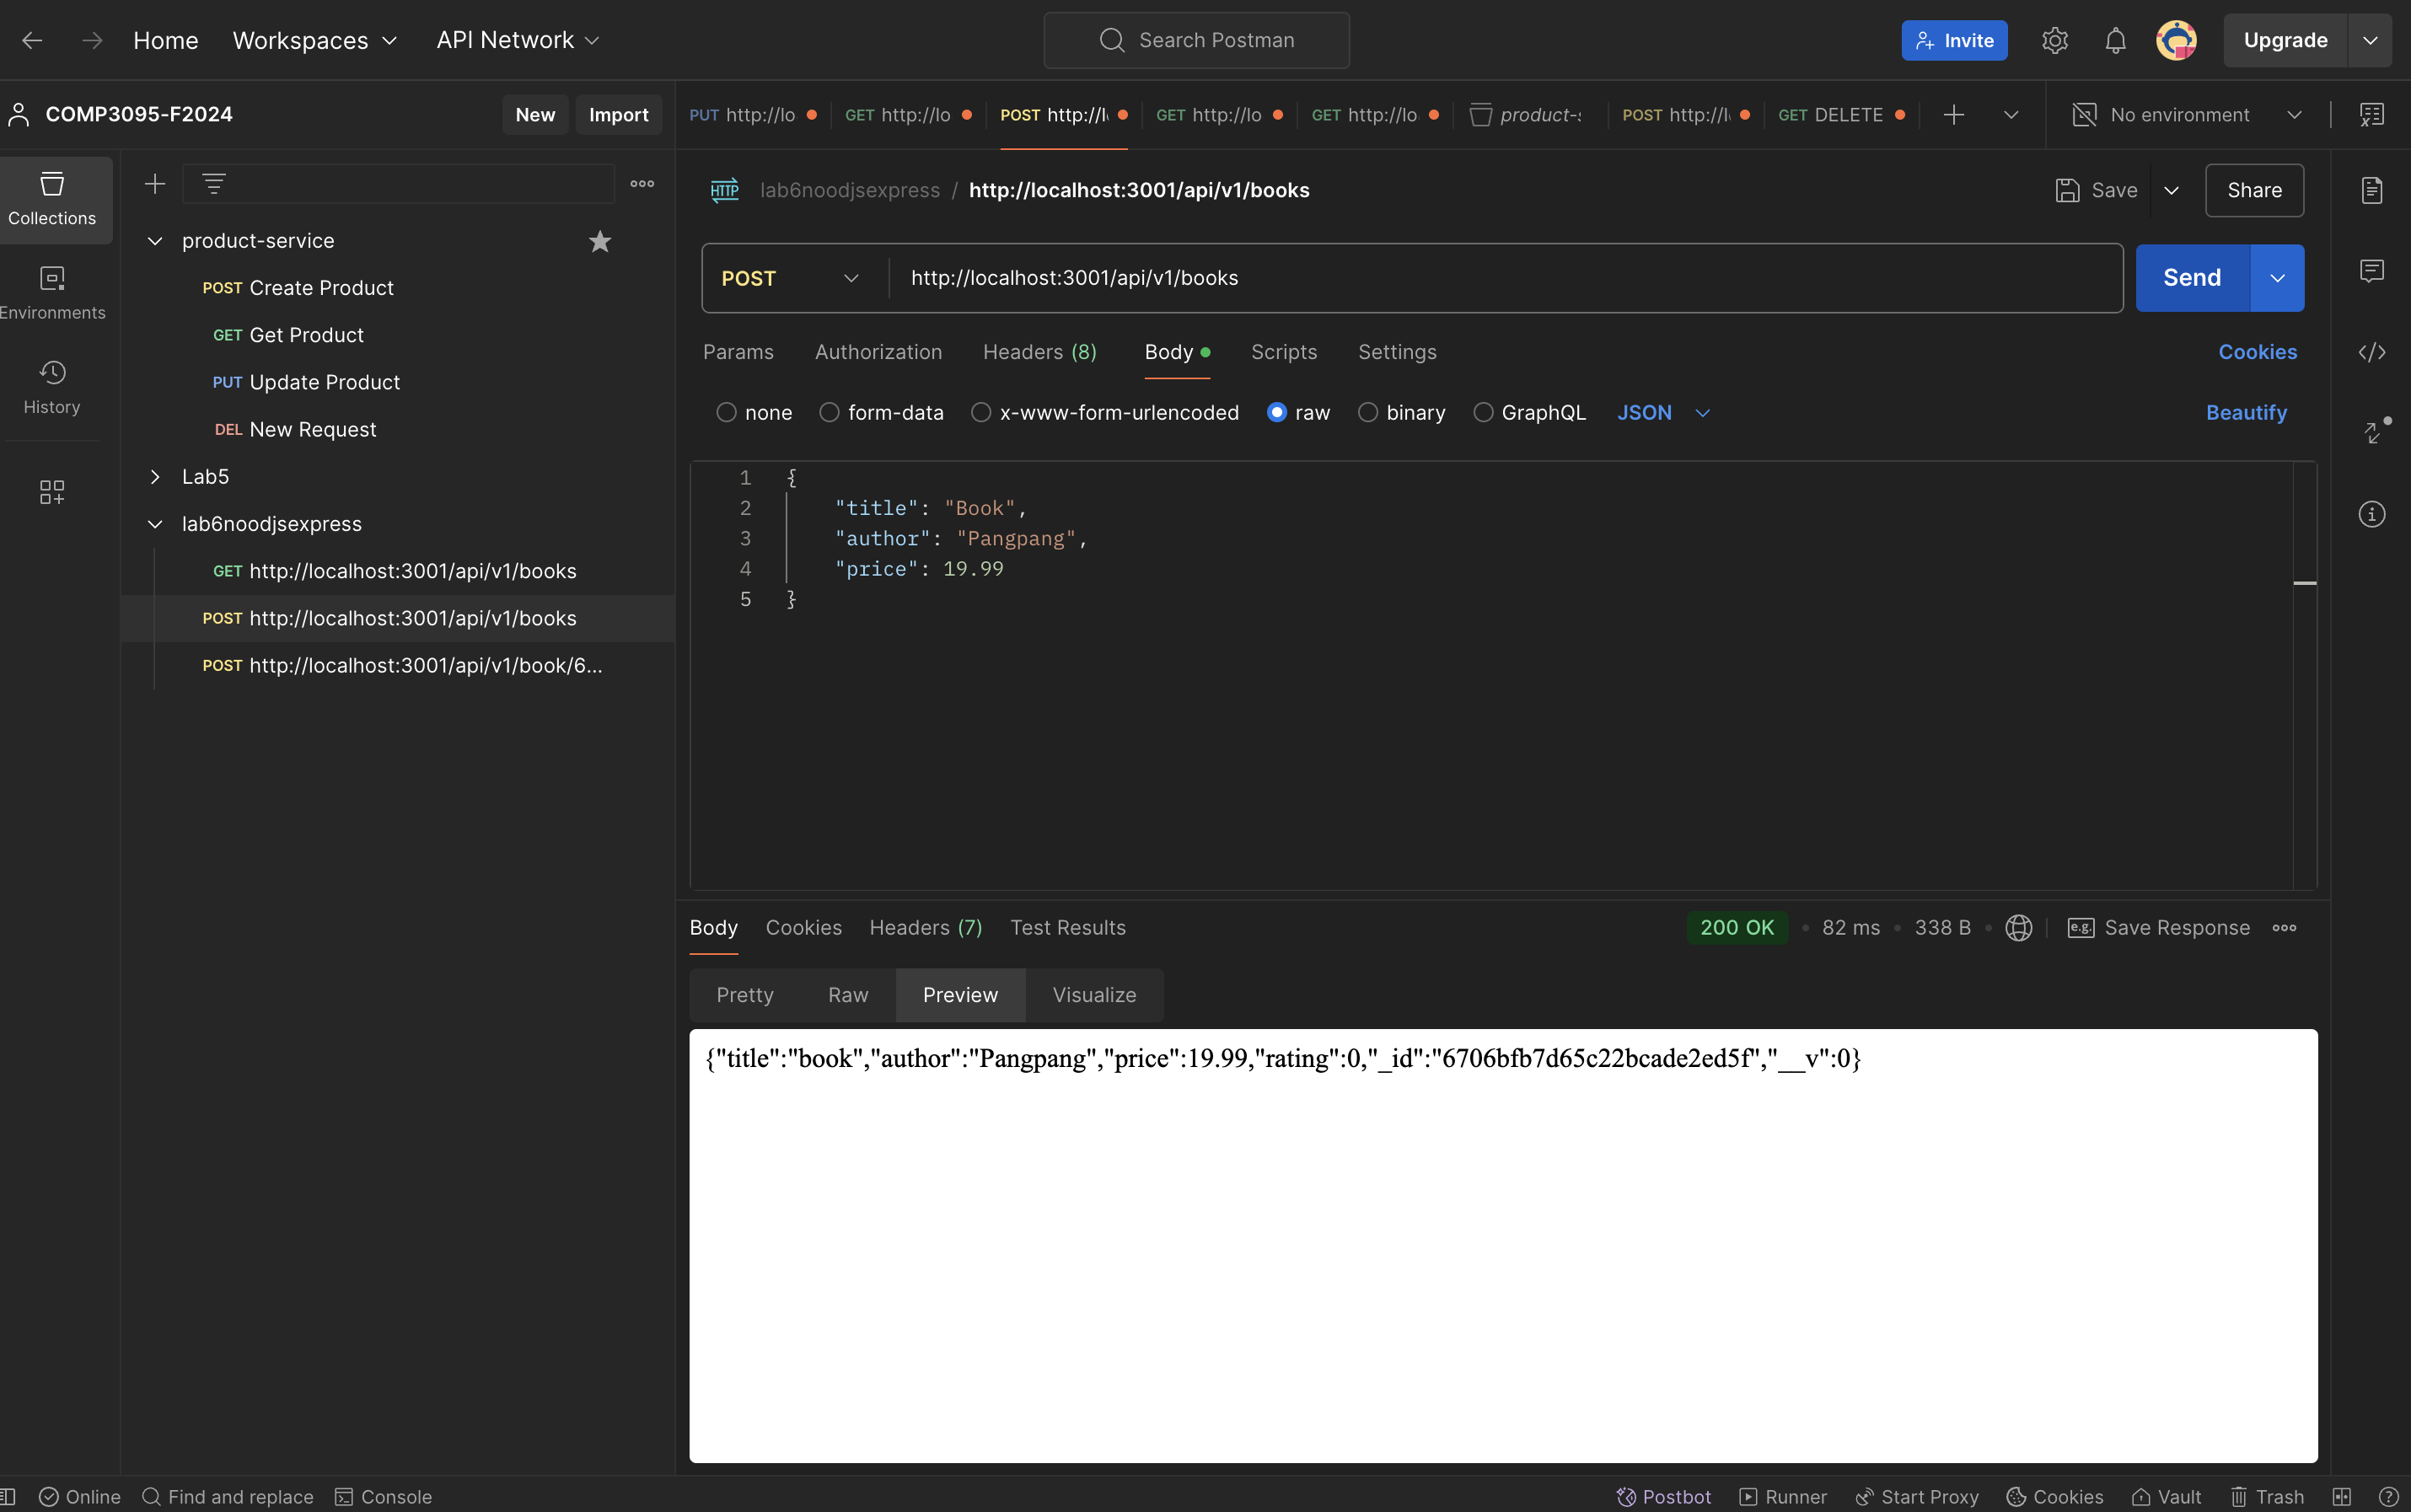 Home Workspaces API Network Search Postman Invite Upgrade
COMP3095-F2024 New Import
PUT http://lo GET http://lo POST http://l GET http://lo GET http://lo product-s POST http://l GET DELETE No environment
Collections
Environments
History
product-service
POST Create Product
GET Get Product
PUT Update Product
DEL New Request
Lab5
lab6noodjsexpress
GET http://localhost:3001/api/v1/books
POST http://localhost:3001/api/v1/books
POST http://localhost:3001/api/v1/book/6...
HTTP lab6noodjsexpress / http://localhost:3001/api/v1/books Save Share
POST http://localhost:3001/api/v1/books Send
Params Authorization Headers (8) Body Scripts Settings Cookies
none form-data x-www-form-urlencoded raw binary GraphQL JSON Beautify
1 {
2 "title": "Book",
3 "author": "Pangpang",
4 "price": 19.99
5 }
Body Cookies Headers (7) Test Results 200 OK • 82 ms • 338 B • e.g. Save Response
Pretty Raw Preview Visualize
{"title":"book","author":"Pangpang","price":19.99,"rating":0,"_id":"6706bfb7d65c22bcade2ed5f","__v":0}
Online Find and replace Console Postbot Runner Start Proxy Cookies Vault Trash